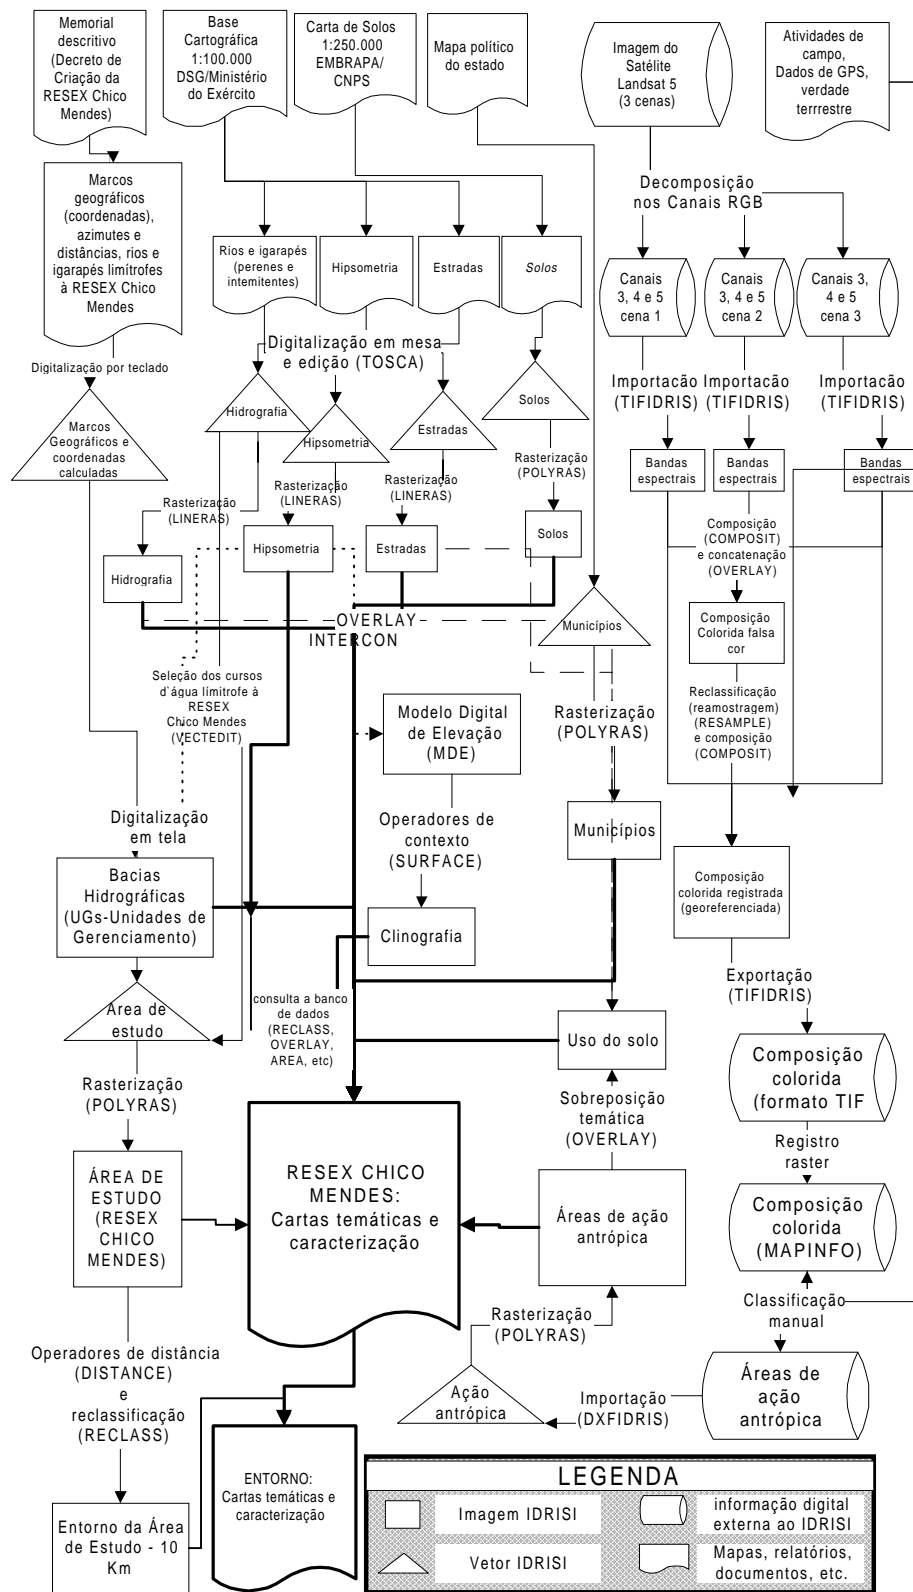 Memorial
descritivo
(Decreto de
Criação da
RESEX Chico
Mendes)
Base
Cartográfica
1:100.000
DSG/Ministério
do Exército
Carta de Solos
1:250.000
EMBRAPA/
CNPS
Mapa político
do estado
Imagem do
Satélite
Landsat 5
(3 cenas)
Atividades de
campo,
Dados de GPS,
verdade
terrrestre
Marcos
geográficos
(coordenadas),
azimutes e
distâncias, rios e
igarapés limítrofes
à RESEX Chico
Mendes
Decomposição
nos Canais RGB
Rios e igarapés
(perenes e
intemitentes)
Hipsometria
Estradas
Solos
Canais
3, 4 e 5
cena 1
Canais
3, 4 e 5
cena 2
Canais 3,
4 e 5
cena 3
Digitalização em mesa
e edição (TOSCA)
Digitalização por teclado
Importacão
(TIFIDRIS)
Importacão
(TIFIDRIS)
Importacão
(TIFIDRIS)
Marcos
Geográficos e
coordenadas
calculadas
Hidrografia
Hipsometria
Estradas
Solos
Rasterização
(LINERAS)
Rasterização
(LINERAS)
Rasterização
(LINERAS)
Rasterização
(POLYRAS)
Bandas
espectrais
Bandas
espectrais
Bandas
espectrais
Hidrografia
Hipsometria
Estradas
Solos
Composição
(COMPOSIT)
e concatenação
(OVERLAY)
OVERLAY
INTERCON
Municípios
Composição
Colorida falsa
cor
Seleção dos cursos
d`água límitrofe à
RESEX
Chico Mendes
(VECTEDIT)
Modelo Digital
de Elevação
(MDE)
Rasterização
(POLYRAS)
Reclassificação
(reamostragem)
(RESAMPLE)
e composição
(COMPOSIT)
Digitalização
em tela
Operadores de
contexto
(SURFACE)
Municípios
Bacias
Hidrográficas
(UGs-Unidades de
Gerenciamento)
Clinografia
Composição
colorida registrada
(georeferenciada)
Exportação
(TIFIDRIS)
Area de
estudo
consulta a banco
de dados
(RECLASS,
OVERLAY,
AREA, etc)
Uso do solo
Composição
colorida
(formato TIF
Rasterização
(POLYRAS)
Sobreposição
temática
(OVERLAY)
Registro
raster
ÁREA DE
ESTUDO
(RESEX
CHICO
MENDES)
RESEX CHICO
MENDES:
Cartas temáticas e
caracterização
Áreas de ação
antrópica
Composição
colorida
(MAPINFO)
Rasterização
(POLYRAS)
Classificação
manual
Operadores de distância
(DISTANCE)
e
reclassificação
(RECLASS)
Ação
antrópica
Importação
(DXFIDRIS)
Áreas de
ação
antrópica
Entorno da Área
de Estudo - 10
Km
ENTORNO:
Cartas temáticas e
caracterização
LEGENDA
Imagem IDRISI
informação digital
externa ao IDRISI
Vetor IDRISI
Mapas, relatórios,
documentos, etc.